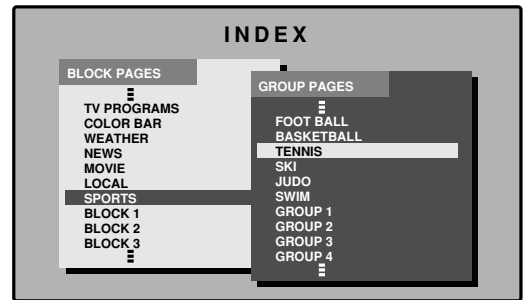 INDEX
BLOCK PAGES
TV PROGRAMS
COLOR BAR
WEATHER
NEWS
MOVIE
LOCAL
SPORTS
BLOCK 1
BLOCK 2
BLOCK 3
GROUP PAGES
FOOT BALL
BASKETBALL
TENNIS
SKI
JUDO
SWIM
GROUP 1
GROUP 2
GROUP 3
GROUP 4